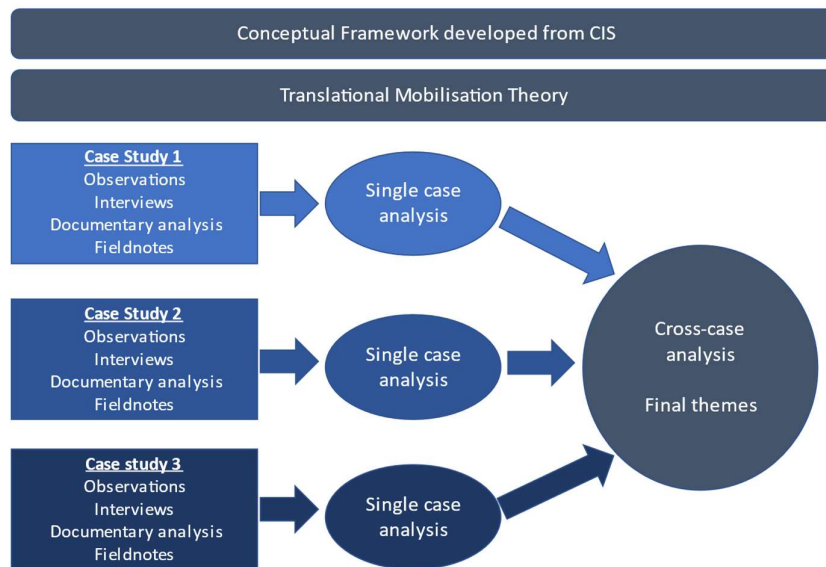 Conceptual Framework developed from CIS
Translational Mobilisation Theory
Case Study 1
Observations
Interviews
Documentary analysis
Fieldnotes
Single case
analysis
Case Study 2
Observations
Interviews
Documentary analysis
Fieldnotes
Single case
analysis
Case study 3
Observations
Interviews
Documentary analysis
Fieldnotes
Single case
analysis
Cross-case
analysis
Final themes